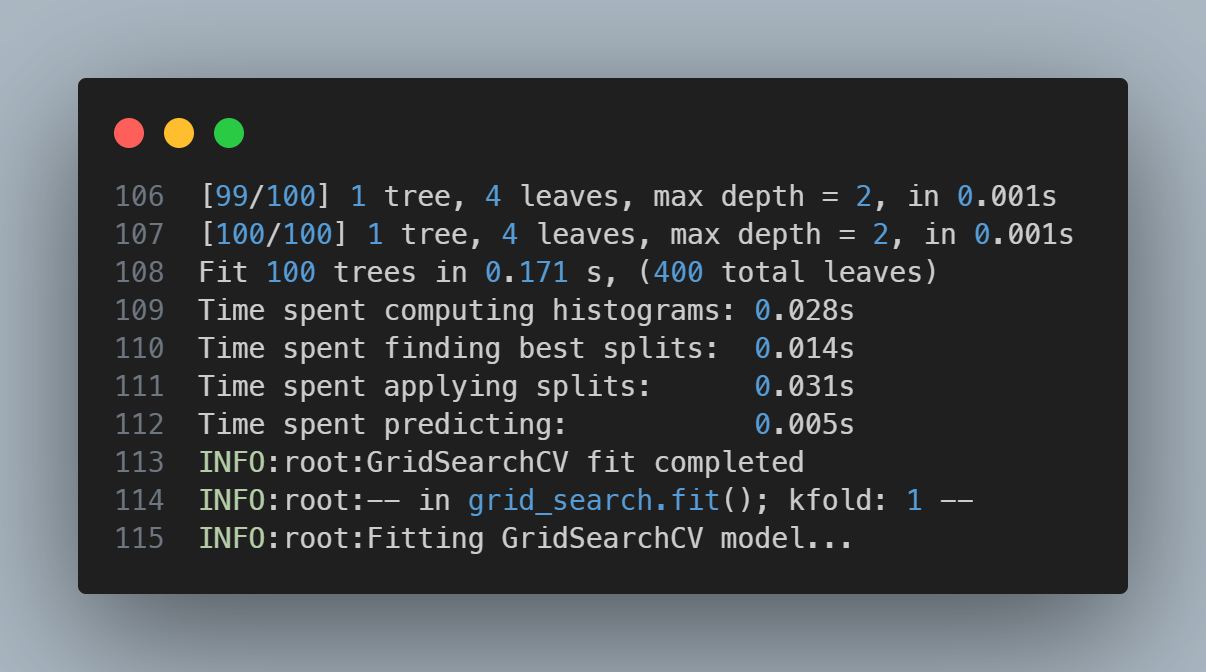 106 [99/100] 1 tree, 4 leaves, max depth = 2, in 0.001s
107 [100/100] 1 tree, 4 leaves, max depth = 2, in 0.001s
108 Fit 100 trees in 0.171 s, (400 total leaves)
109 Time spent computing histograms: 0.028s
110 Time spent finding best splits:  0.014s
111 Time spent applying splits:      0.031s
112 Time spent predicting:           0.005s
113 INFO:root:GridSearchCV fit completed
114 INFO:root:-- in grid_search.fit(); kfold: 1 --
115 INFO:root:Fitting GridSearchCV model...